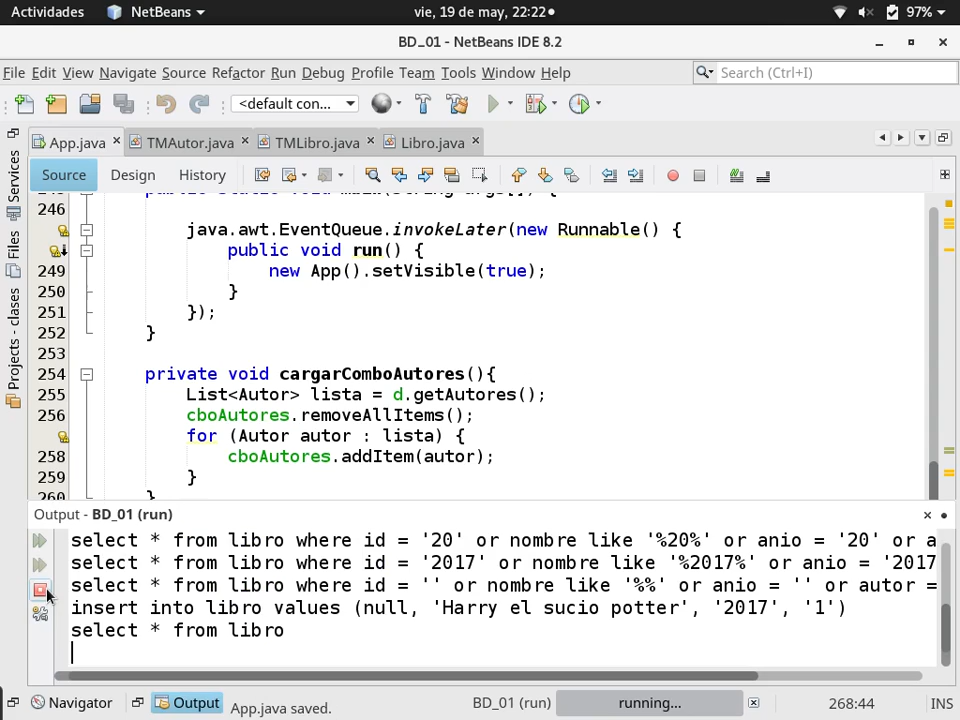 Actividades NetBeans vie, 19 de may, 22:22 97%
BD_01 - NetBeans IDE 8.2
File Edit View Navigate Source Refactor Run Debug Profile Team Tools Window Help Search (Ctrl+I)
<default con...
App.java TMAutor.java TMLibro.java Libro.java
Source Design History
Services
Files
Projects - clases
246
java.awt.EventQueue.invokeLater(new Runnable() {
public void run() {
249 new App().setVisible(true);
250 }
251 });
252 }
253
254 private void cargarComboAutores(){
255 List<Autor> lista = d.getAutores();
256 cboAutores.removeAllItems();
for (Autor autor : lista) {
258 cboAutores.addItem(autor);
259 }
260 }
Output - BD_01 (run)
select * from libro where id = '20' or nombre like '%20%' or anio = '20' or a
select * from libro where id = '2017' or nombre like '%2017%' or anio = '2017
select * from libro where id = '' or nombre like '%%' or anio = '' or autor =
insert into libro values (null, 'Harry el sucio potter', '2017', '1')
select * from libro
Navigator Output App.java saved. BD_01 (run) running... 268:44 INS